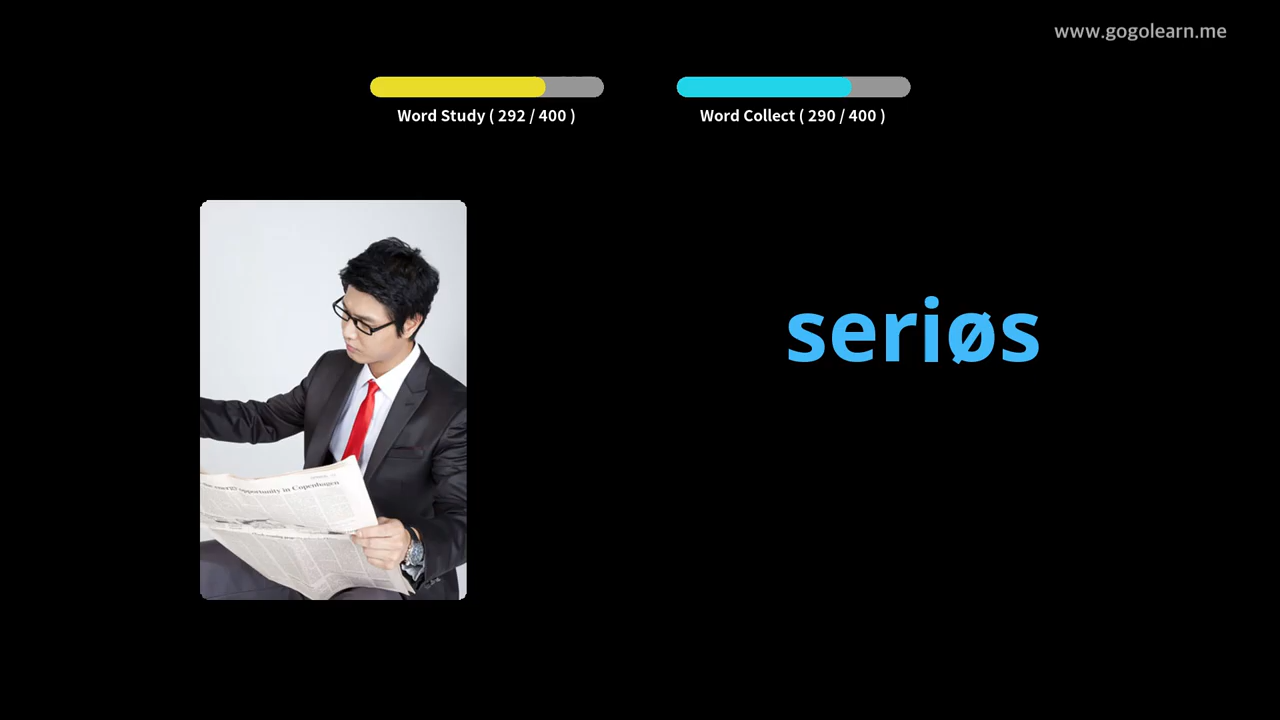 www.gogolearn.me
Word Study ( 292 / 400 )
Word Collect ( 290 / 400 )
seriøs
opportunity in Copenhagen